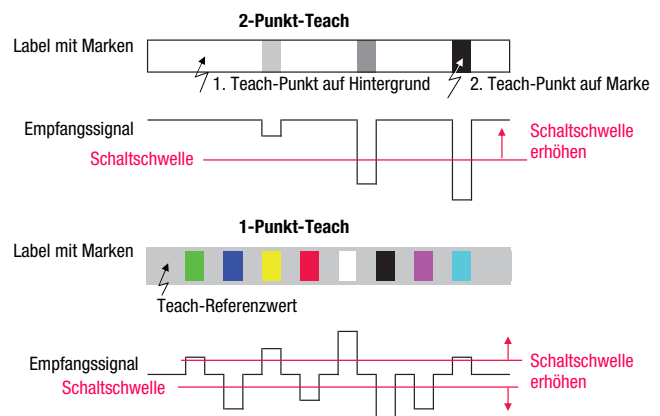 2-Punkt-Teach
Label mit Marken
1. Teach-Punkt auf Hintergrund
2. Teach-Punkt auf Marke
Empfangssignal
Schaltschwelle
Schaltschwelle
erhöhen
1-Punkt-Teach
Label mit Marken
Teach-Referenzwert
Empfangssignal
Schaltschwelle
Schaltschwelle
erhöhen